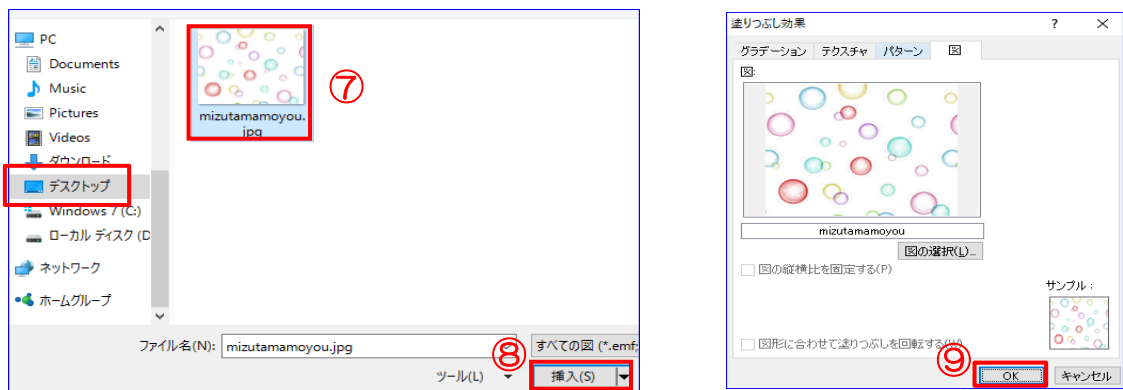 PC
Documents
Music
Pictures
Videos
ダウンロード
デスクトップ
Windows 7 (C:)
ローカル ディスク (D
ネットワーク
ホームグループ
mizutamamoyou.
jpg
⑦
ファイル名(N): mizutamamoyou.jpg
すべての図 (*.emf;
⑧
ツール(L)
挿入(S)
塗りつぶし効果
? ×
グラデーション テクスチャ パターン 図
図:
mizutamamoyou
図の選択(L)...
図の縦横比を固定する(P)
サンプル :
図形に合わせて塗りつぶしを回転する(W)
⑨
OK キャンセル